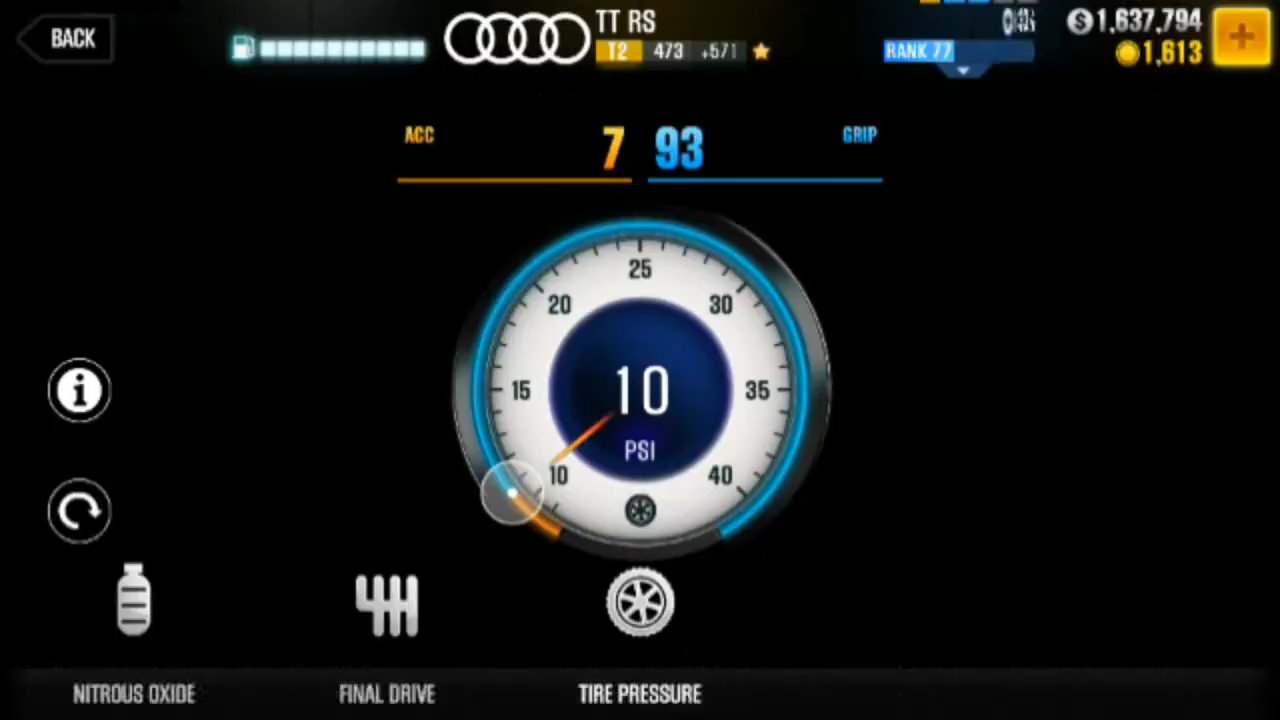 BACK
TT RS
T2 473 +571
RANK 77
1,637,794
1,613
ACC 7 93 GRIP
25
20 30
15 35
10
PSI
10 40
NITROUS OXIDE FINAL DRIVE TIRE PRESSURE